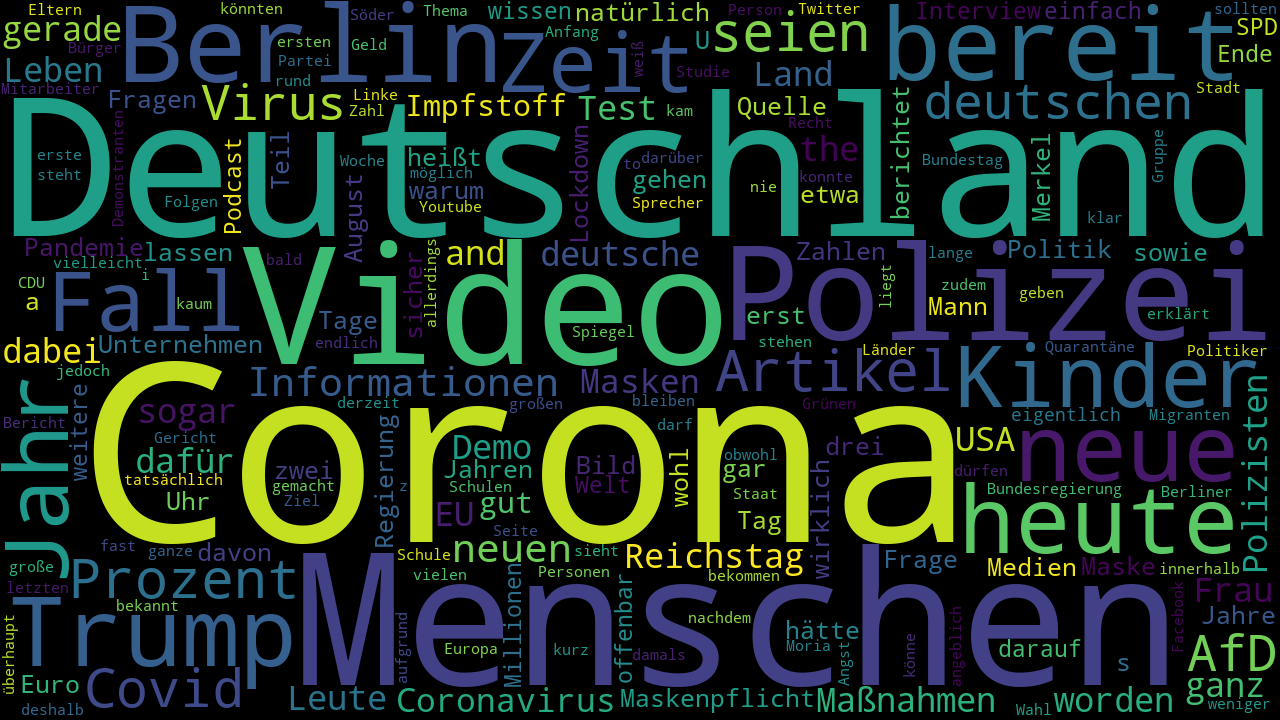 Eltern könnten Söder Thema wissen natürlich Person Twitter Interview einfach sollten
gerade Bürger Berlin ersten Geld Partei rund Zeit Anfang weiß U seien Studie bereit SPD Ende
Leben Mitarbeiter Fragen Virus Linke Zahl Impfstoff Test kam Land Quelle deutschen Stadt
Deutschland
erste steht Demonstranten Folgen Podcast Teil Woche heißt möglich warum Youtube August Lockdown to darüber gehen Sprecher nie Recht the konnte etwa berichtet Bundestag Merkel klar Gruppe
Pandemie lassen vielleicht bald sicher allerdings and deutsche Zahlen liegt lange Politik sowie
CDU a i Fall kaum Video Polizei
Tage endlich Spiegel erst stehen zudem Mann geben erklärt
dabei Unternehmen jedoch Informationen Masken Artikel Länder Kinder Quarantäne Politiker
Jahr Bericht weitere sogar Gericht derzeit Regierung großen bleiben darf Grünen eigentlich Migranten Polizisten
Corona
dafür tatsächlich Uhr zwei gemacht Ziel z Demo Jahren Schulen EU gut Seite Bild Welt wohl obwohl gar Staat Tag drei wirklich USA dürfen neue Bundesregierung Berliner heute
fast ganze davon große letzten Prozent Schule vielen neuen sieht Personen Reichstag bekommen Frage Medien Maske innerhalb Frau
Menschen
Trump bekannt überhaupt aufgrund Europa Millionen kurz offenbar nachdem damals hätte Moria Angst könne angeblich darauf s Facebook Jahre AfD
Euro deshalb Covid Leute Coronavirus Maskenpflicht Maßnahmen Wahl worden ganz weniger